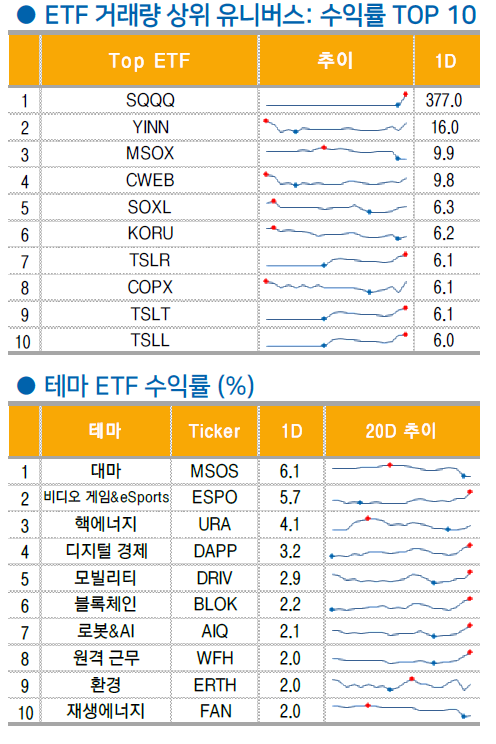 ● ETF 거래량 상위 유니버스: 수익률 TOP 10
Top ETF 추이 1D
1 SQQQ 377.0
2 YINN 16.0
3 MSOX 9.9
4 CWEB 9.8
5 SOXL 6.3
6 KORU 6.2
7 TSLR 6.1
8 COPX 6.1
9 TSLT 6.1
10 TSLL 6.0
● 테마 ETF 수익률 (%)
테마 Ticker 1D 20D 추이
1 대마 MSOS 6.1
2 비디오 게임&eSports ESPO 5.7
3 핵에너지 URA 4.1
4 디지털 경제 DAPP 3.2
5 모빌리티 DRIV 2.9
6 블록체인 BLOK 2.2
7 로봇&AI AIQ 2.1
8 원격 근무 WFH 2.0
9 환경 ERTH 2.0
10 재생에너지 FAN 2.0